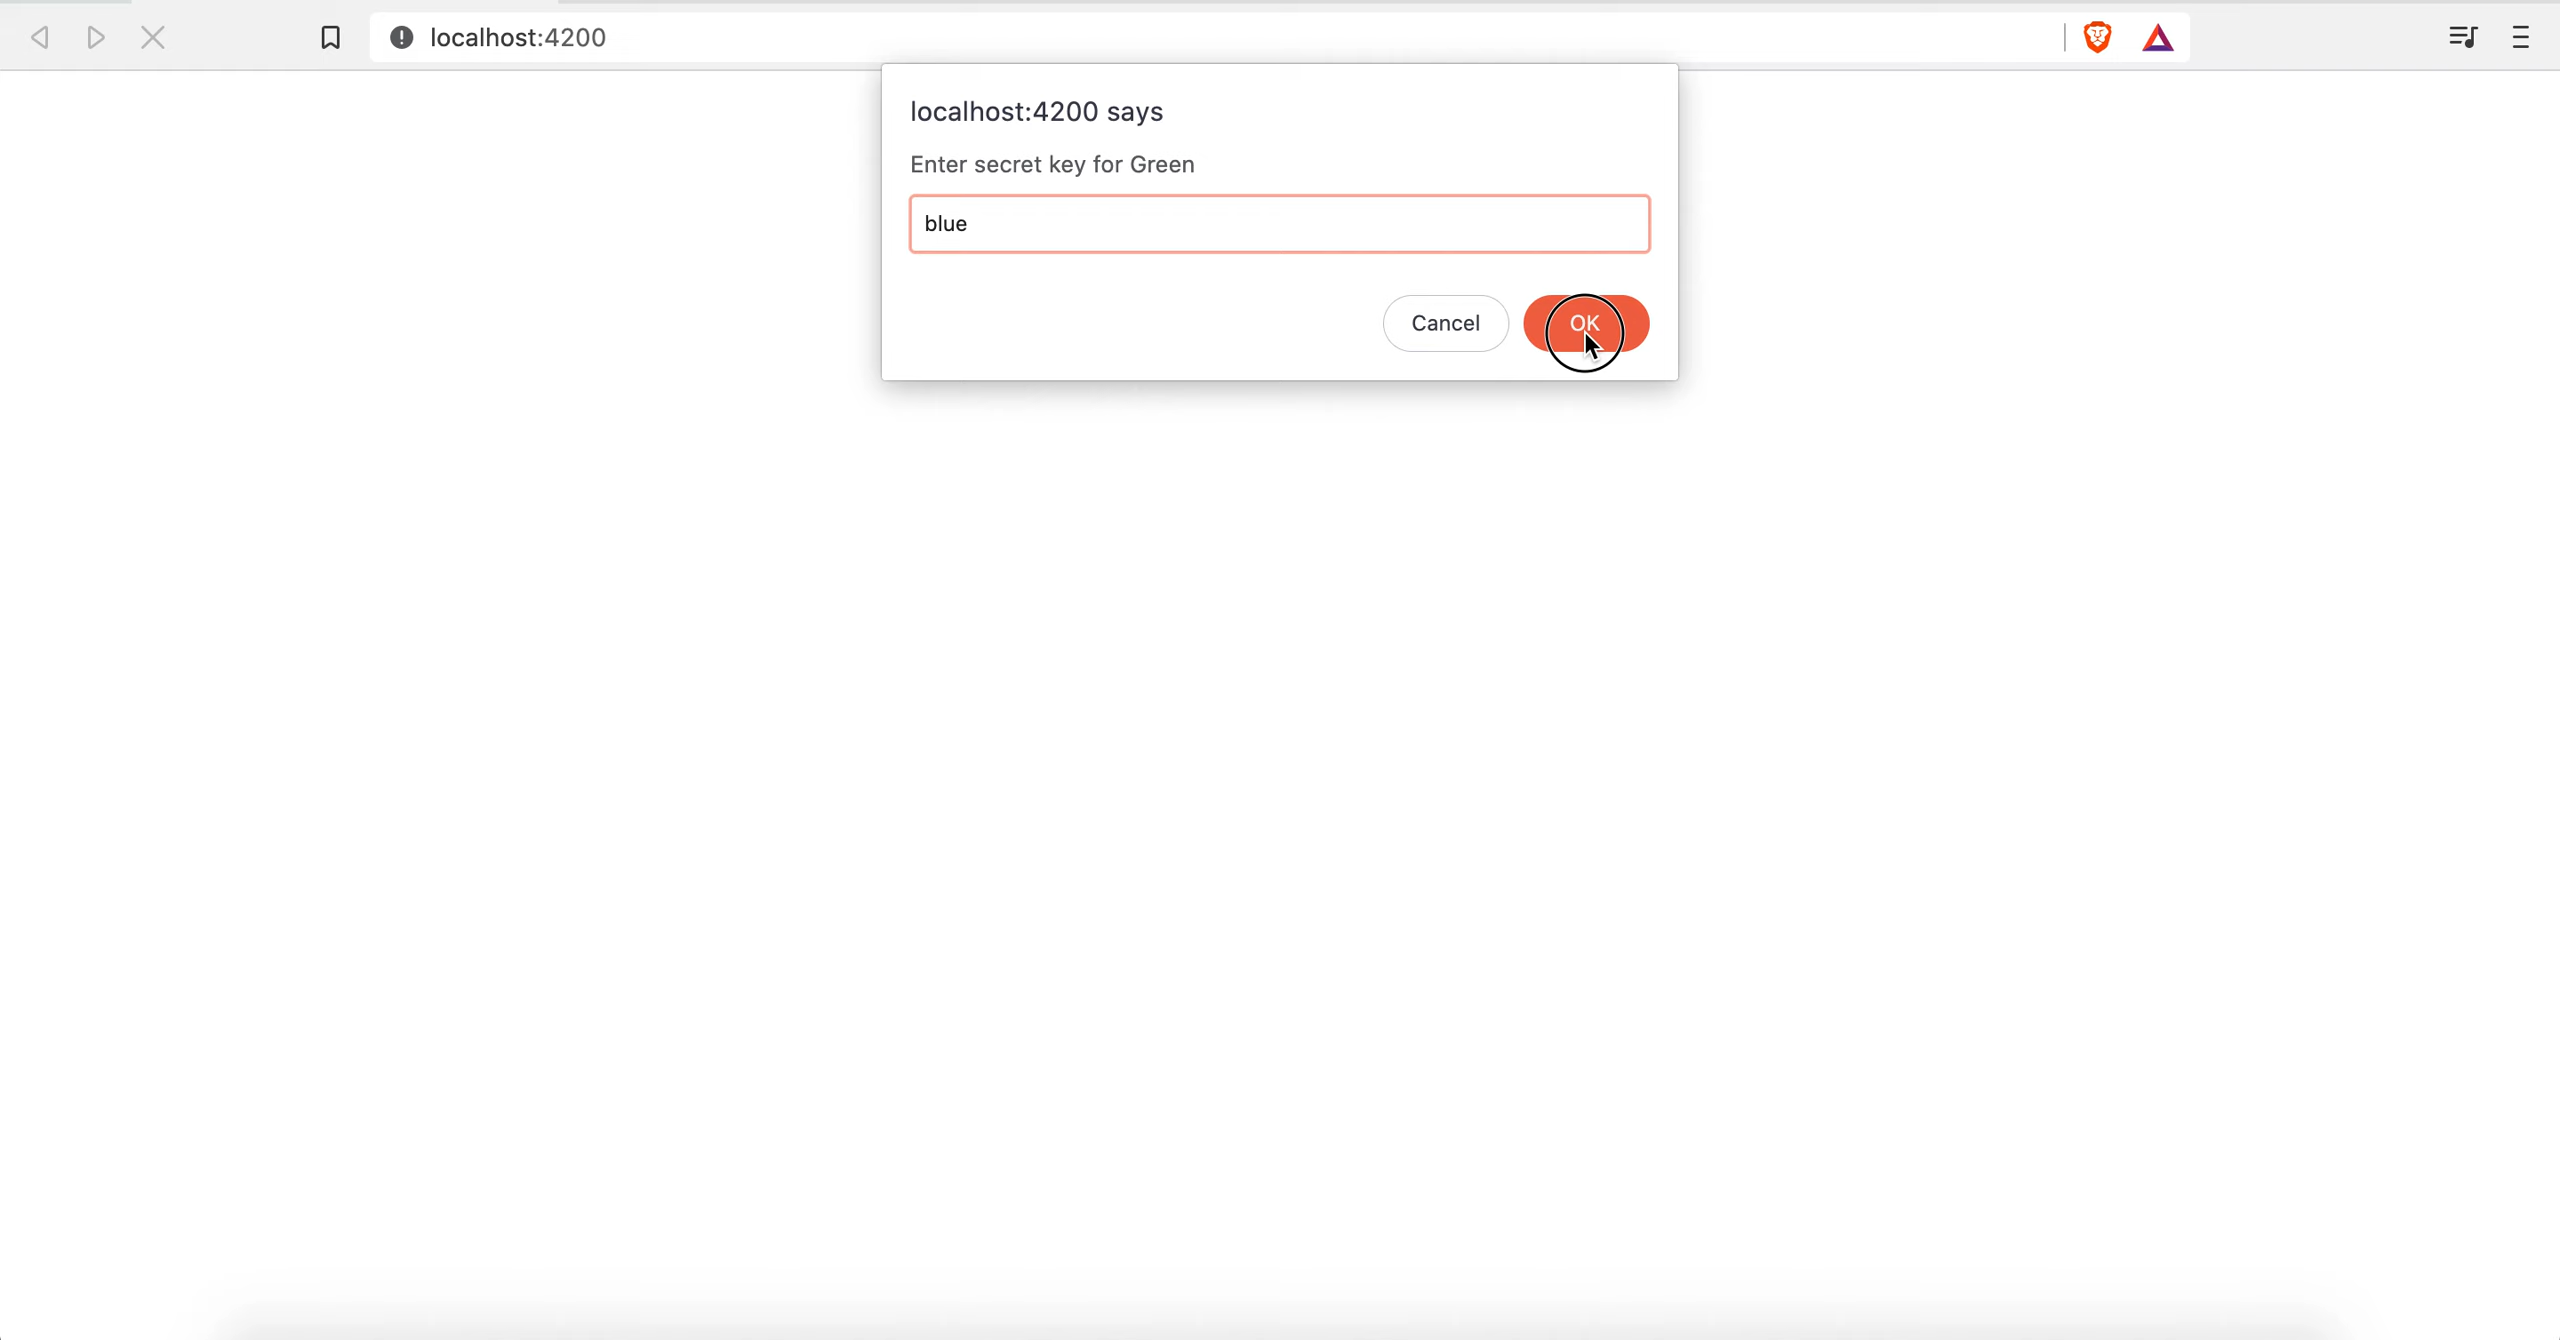 localhost:4200
localhost:4200 says
Enter secret key for Green
blue
Cancel
OK